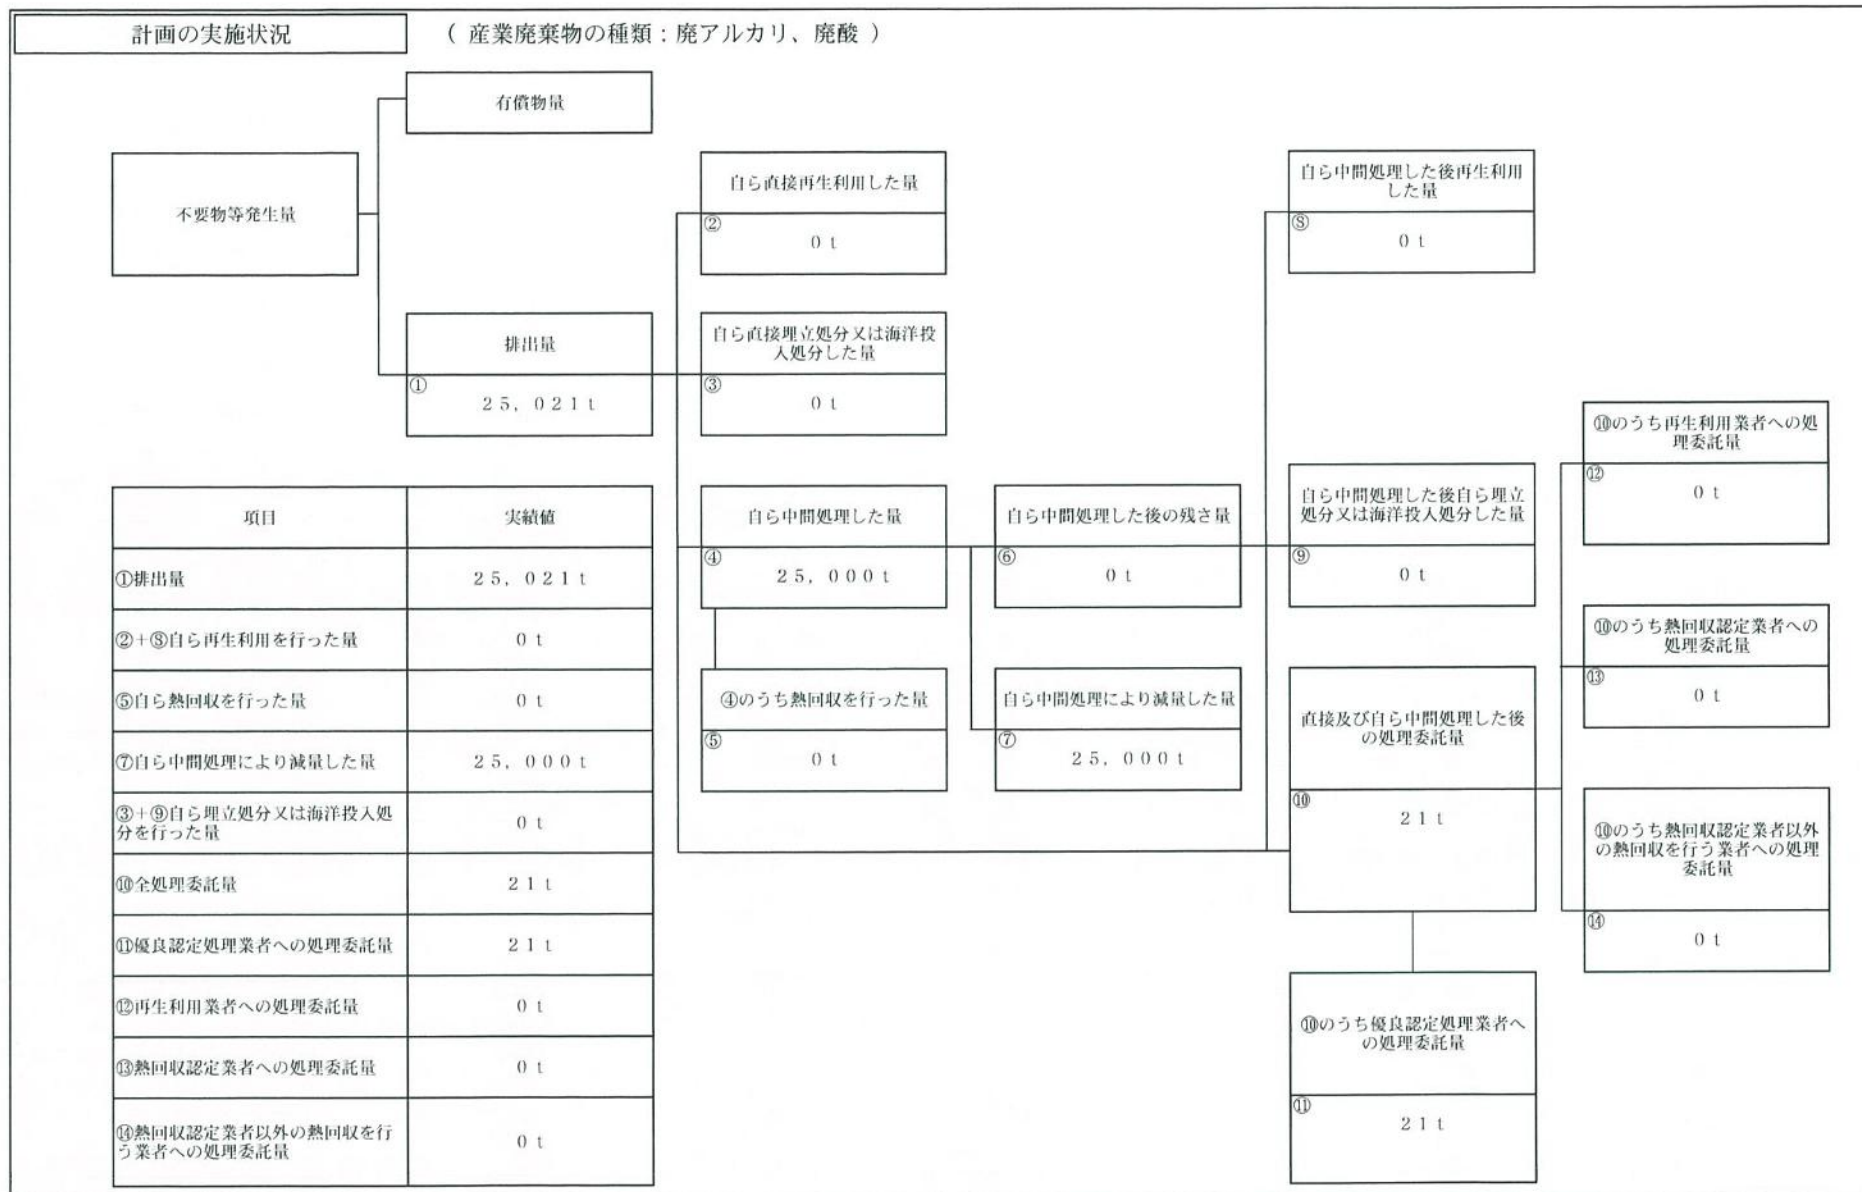 計画の実施状況
( 産業廃棄物の種類：廃アルカリ、廃酸 )
有償物量
不要物等発生量
自ら直接再生利用した量
②
0 t
自ら中間処理した後再生利用
した量
⑧
0 t
排出量
①
25,021t
自ら直接埋立処分又は海洋投
入処分した量
③
0 t
⑩のうち再生利用業者への処
理委託量
⑫
0 t
自ら中間処理した量
④
25,000t
自ら中間処理した後の残さ量
⑥
0 t
自ら中間処理した後自ら埋立
処分又は海洋投入処分した量
⑨
0 t
⑩のうち熱回収認定業者への
処理委託量
⑬
0 t
④のうち熱回収を行った量
⑤
0 t
自ら中間処理により減量した量
⑦
25,000t
直接及び自ら中間処理した後
の処理委託量
⑩
21t
⑩のうち熱回収認定業者以外
の熱回収を行う業者への処理
委託量
⑭
0 t
⑩のうち優良認定処理業者へ
の処理委託量
⑪
21t
項目 実績値
①排出量 25,021t
②+⑧自ら再生利用を行った量 0 t
⑤自ら熱回収を行った量 0 t
⑦自ら中間処理により減量した量 25,000t
③+⑨自ら埋立処分又は海洋投入処
分を行った量 0 t
⑩全処理委託量 21t
⑪優良認定処理業者への処理委託量 21t
⑫再生利用業者への処理委託量 0 t
⑬熱回収認定業者への処理委託量 0 t
⑭熱回収認定業者以外の熱回収を行
う業者への処理委託量 0 t